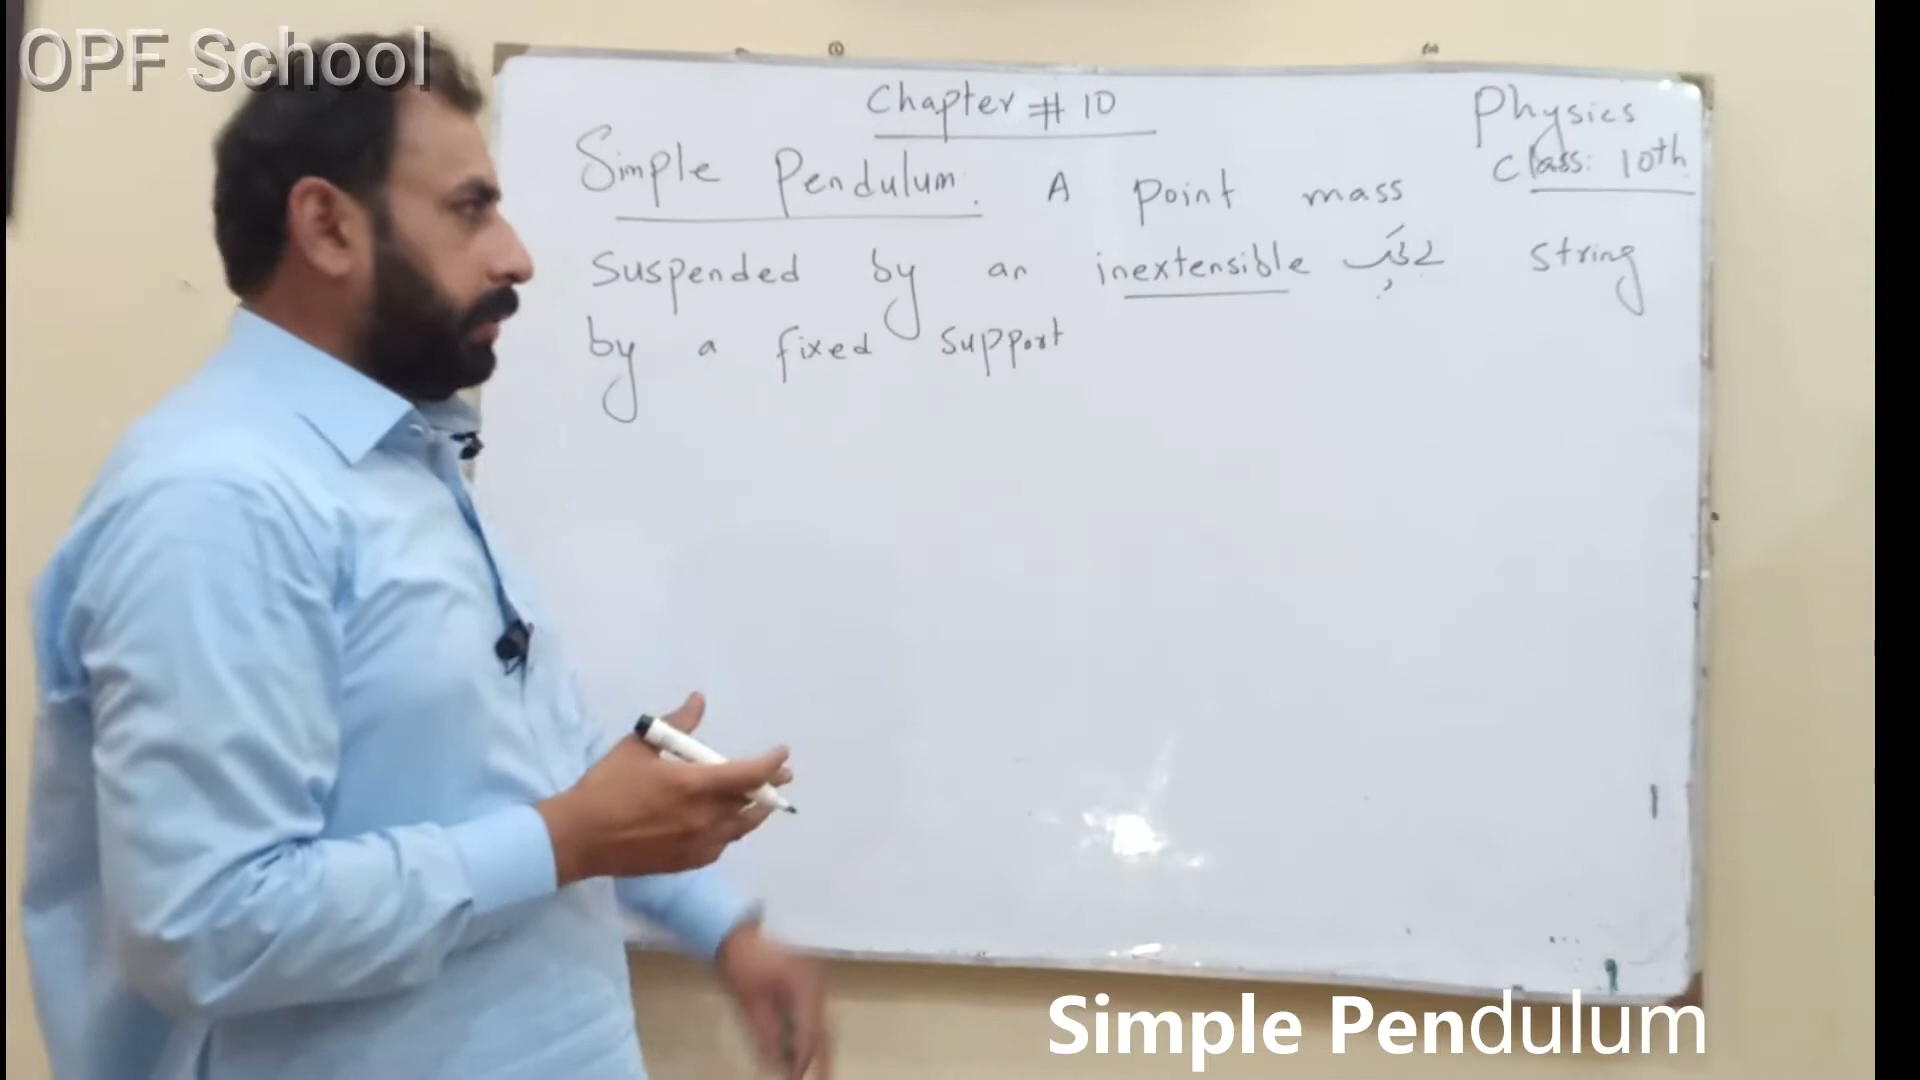 OPF School
Chapter # 10
Physics
Class: 10th
Simple Pendulum. A point mass
suspended by an inextensible string
by a fixed support
Simple Pendulum